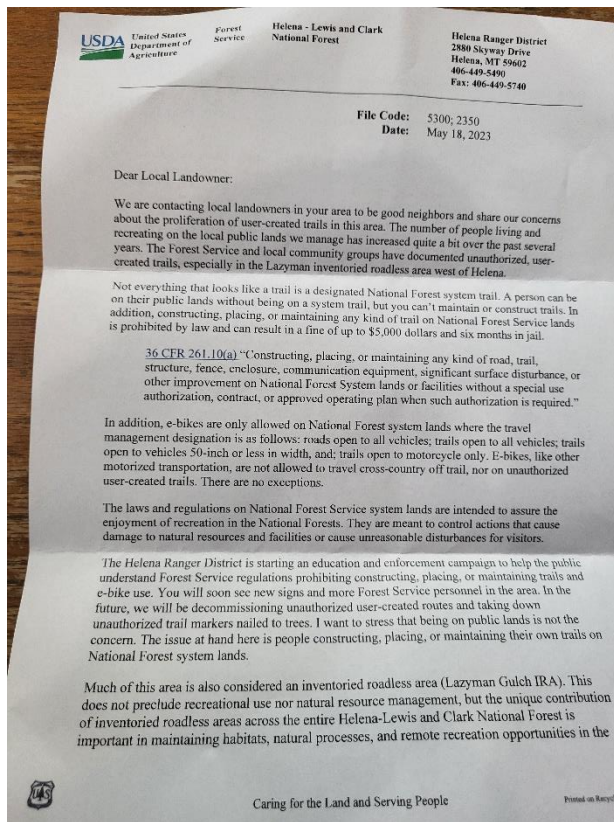 USDA
United States
Department of
Agriculture
Forest
Service
Helena - Lewis and Clark
National Forest
Helena Ranger District
2880 Skyway Drive
Helena, MT 59602
406-449-5490
Fax: 406-449-5740
File Code: 5300; 2350
Date: May 18, 2023
Dear Local Landowner:
We are contacting local landowners in your area to be good neighbors and share our concerns
about the proliferation of user-created trails in this area. The number of people living and
recreating on the local public lands we manage has increased quite a bit over the past several
years. The Forest Service and local community groups have documented unauthorized, user-
created trails, especially in the Lazyman inventoried roadless area west of Helena.
Not everything that looks like a trail is a designated National Forest system trail. A person can be
on their public lands without being on a system trail, but you can't maintain or construct trails. In
addition, constructing, placing, or maintaining any kind of trail on National Forest Service lands
is prohibited by law and can result in a fine of up to $5,000 dollars and six months in jail.
36 CFR 261.10(a) "Constructing, placing, or maintaining any kind of road, trail,
structure, fence, enclosure, communication equipment, significant surface disturbance, or
other improvement on National Forest System lands or facilities without a special use
authorization, contract, or approved operating plan when such authorization is required."
In addition, e-bikes are only allowed on National Forest system lands where the travel
management designation is as follows: roads open to all vehicles; trails open to all vehicles; trails
open to vehicles 50-inch or less in width, and; trails open to motorcycle only. E-bikes, like other
motorized transportation, are not allowed to travel cross-country off trail, nor on unauthorized
user-created trails. There are no exceptions.
The laws and regulations on National Forest Service system lands are intended to assure the
enjoyment of recreation in the National Forests. They are meant to control actions that cause
damage to natural resources and facilities or cause unreasonable disturbances for visitors.
The Helena Ranger District is starting an education and enforcement campaign to help the public
understand Forest Service regulations prohibiting constructing, placing, or maintaining trails and
e-bike use. You will soon see new signs and more Forest Service personnel in the area. In the
future, we will be decommissioning unauthorized user-created routes and taking down
unauthorized trail markers nailed to trees. I want to stress that being on public lands is not the
concern. The issue at hand here is people constructing, placing, or maintaining their own trails on
National Forest system lands.
Much of this area is also considered an inventoried roadless area (Lazyman Gulch IRA). This
does not preclude recreational use nor natural resource management, but the unique contribution
of inventoried roadless areas across the entire Helena-Lewis and Clark National Forest is
important in maintaining habitats, natural processes, and remote recreation opportunities in the
Caring for the Land and Serving People
Printed on